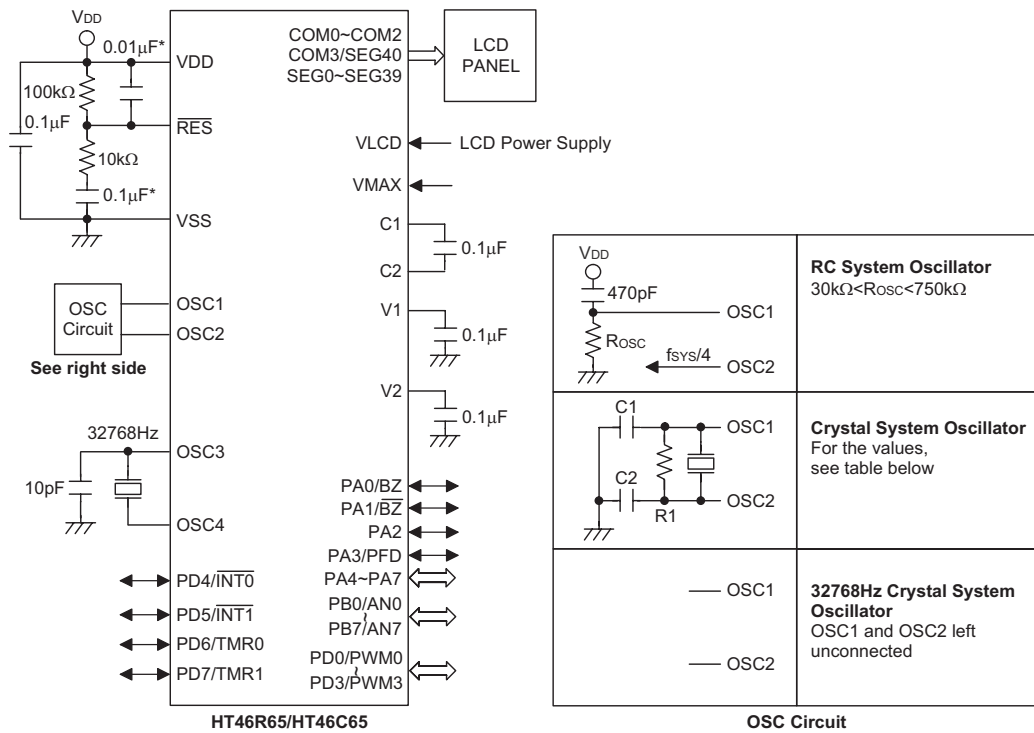 VDD
0.01μF*
VDD
100kΩ
0.1μF
RES
10kΩ
0.1μF*
VSS
OSC
Circuit
OSC1
OSC2
See right side
32768Hz
OSC3
10pF
OSC4
PD4/INT0
PD5/INT1
PD6/TMR0
PD7/TMR1
COM0~COM2
COM3/SEG40
SEG0~SEG39
LCD
PANEL
VLCD
LCD Power Supply
VMAX
C1
0.1μF
C2
V1
0.1μF
V2
0.1μF
PA0/BZ
PA1/BZ
PA2
PA3/PFD
PA4~PA7
PB0/AN0
~
PB7/AN7
PD0/PWM0
~
PD3/PWM3
HT46R65/HT46C65
VDD
470pF
OSC1
ROSC
fSYS/4
OSC2
RC System Oscillator
30kΩ<ROSC<750kΩ
C1
OSC1
C2
OSC2
R1
Crystal System Oscillator
For the values,
see table below
OSC1
OSC2
32768Hz Crystal System
Oscillator
OSC1 and OSC2 left
unconnected
OSC Circuit